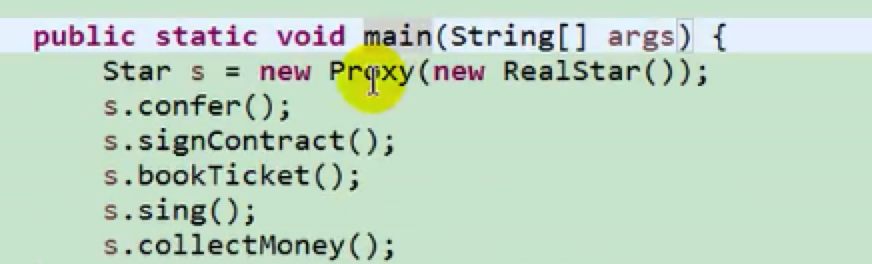 public static void main(String[] args) {
Star s = new Proxy(new RealStar());
s.confer();
s.signContract();
s.bookTicket();
s.sing();
s.collectMoney();